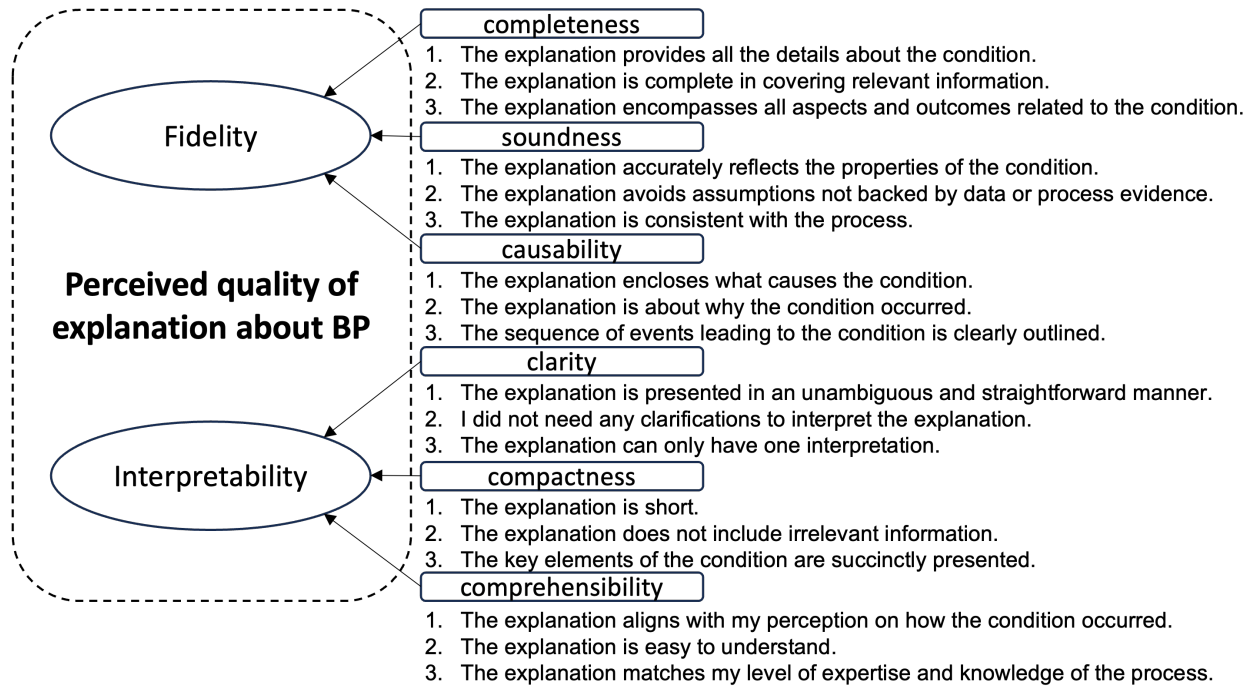 completeness
1. The explanation provides all the details about the condition.
2. The explanation is complete in covering relevant information.
3. The explanation encompasses all aspects and outcomes related to the condition.
Fidelity
soundness
1. The explanation accurately reflects the properties of the condition.
2. The explanation avoids assumptions not backed by data or process evidence.
3. The explanation is consistent with the process.
causability
1. The explanation encloses what causes the condition.
2. The explanation is about why the condition occurred.
3. The sequence of events leading to the condition is clearly outlined.
Perceived quality of
explanation about BP
clarity
1. The explanation is presented in an unambiguous and straightforward manner.
2. I did not need any clarifications to interpret the explanation.
3. The explanation can only have one interpretation.
Interpretability
compactness
1. The explanation is short.
2. The explanation does not include irrelevant information.
3. The key elements of the condition are succinctly presented.
comprehensibility
1. The explanation aligns with my perception on how the condition occurred.
2. The explanation is easy to understand.
3. The explanation matches my level of expertise and knowledge of the process.